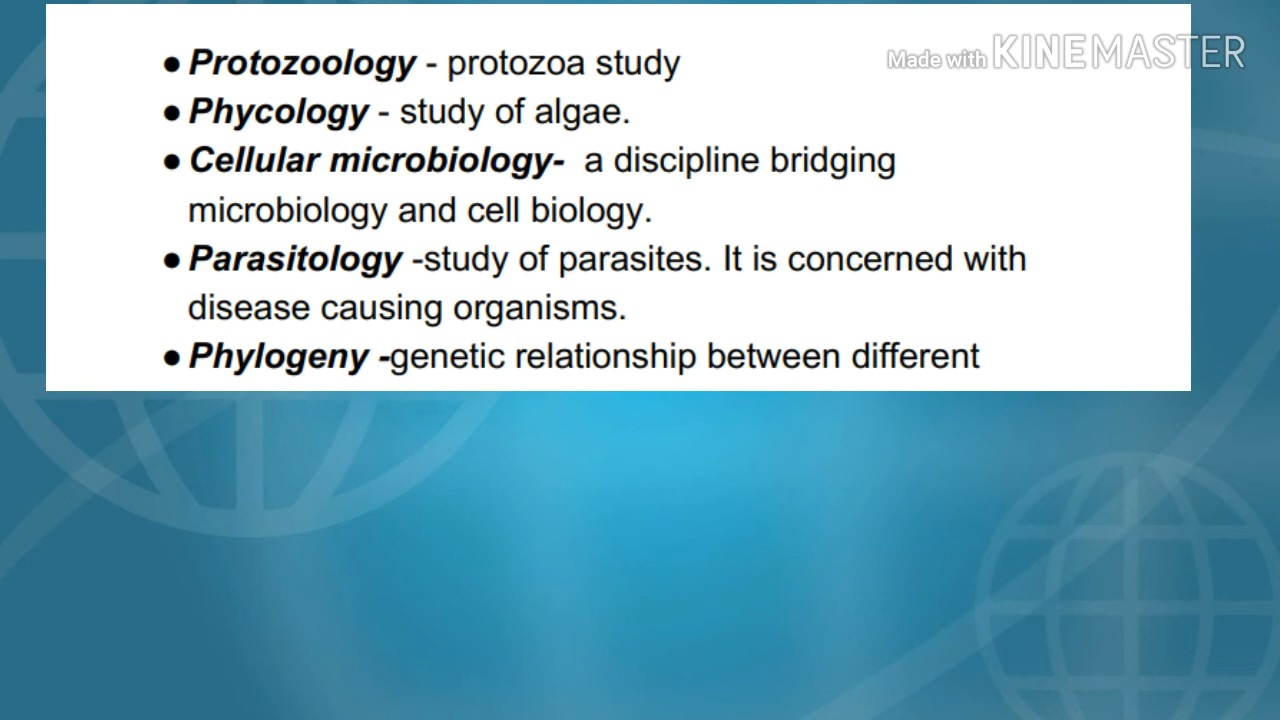 Made with KINEMASTER
● Protozoology - protozoa study
● Phycology - study of algae.
● Cellular microbiology- a discipline bridging
microbiology and cell biology.
● Parasitology -study of parasites. It is concerned with
disease causing organisms.
● Phylogeny -genetic relationship between different